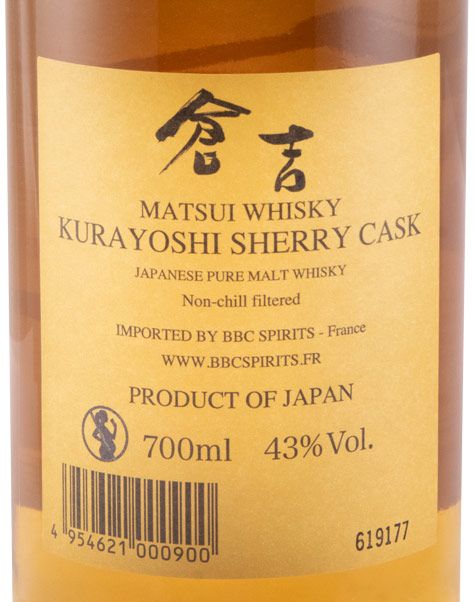 倉吉
MATSUI WHISKY
KURAYOSHI SHERRY CASK
JAPANESE PURE MALT WHISKY
Non-chill filtered
IMPORTED BY BBC SPIRITS - France
WWW.BBCSPIRITS.FR
PRODUCT OF JAPAN
700ml 43%Vol.
4 954621 000900
619177